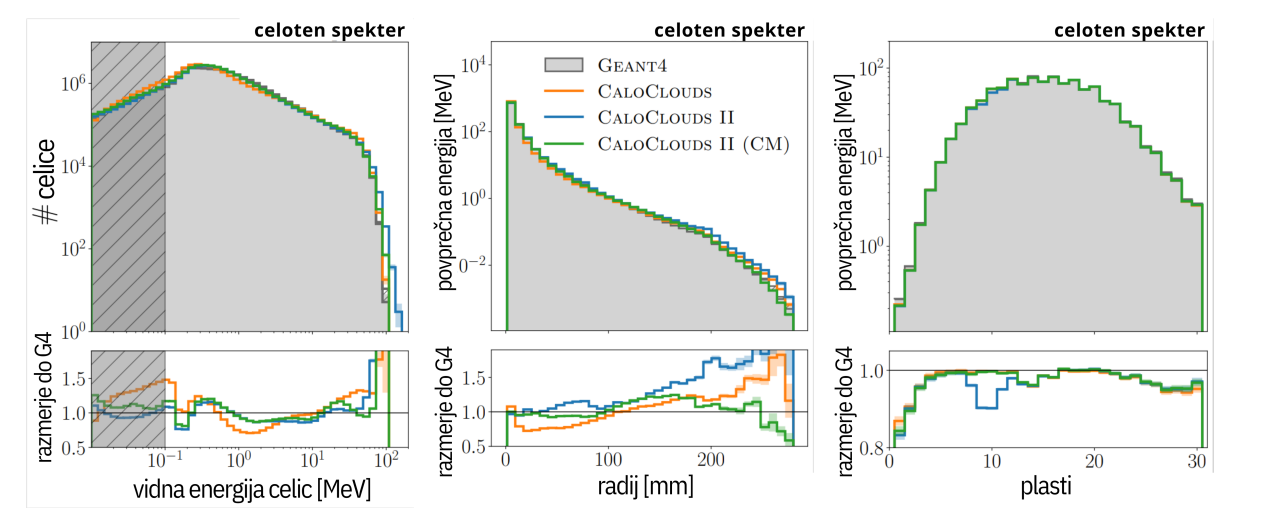 celoten spekter
# celice
10^6
10^4
10^2
10^0
razmerje do G4
1.5
1.0
0.5
10^−1
10^0
10^1
10^2
vidna energija celic [MeV]
celoten spekter
povprečna energija [MeV]
10^4
10^2
10^0
10^−2
GEANT4
CALOCLOUDS
CALOCLOUDS II
CALOCLOUDS II (CM)
razmerje do G4
1.5
1.0
0.5
0
100
200
radij [mm]
celoten spekter
povprečna energija [MeV]
10^2
10^1
10^0
razmerje do G4
1.0
0.8
0
10
20
30
plasti